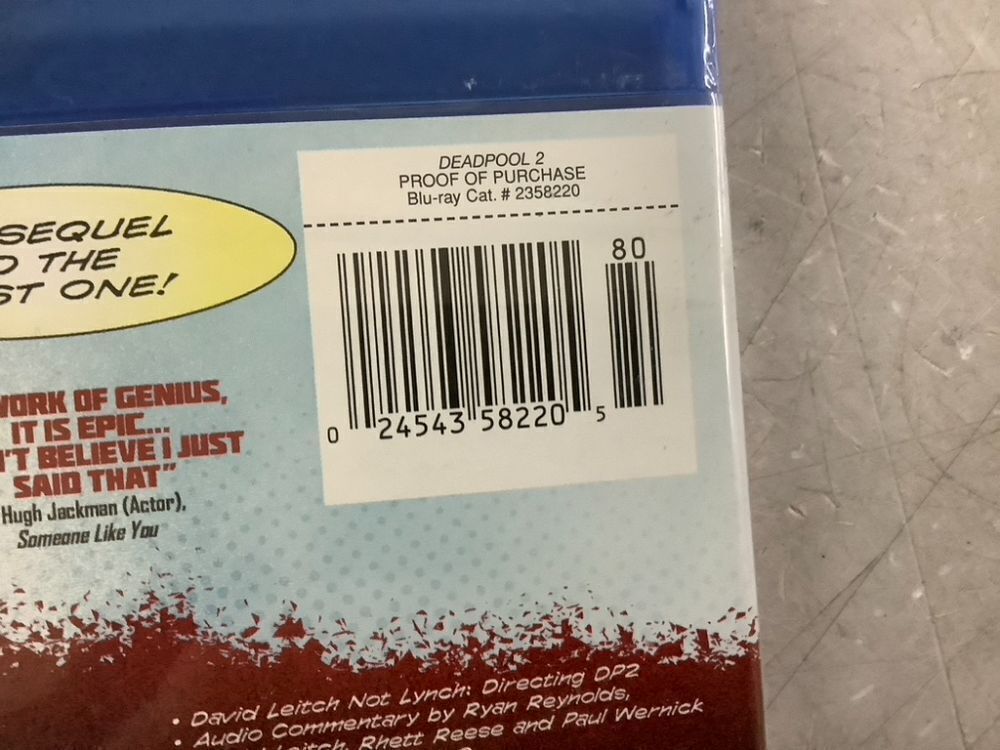 DEADPOOL 2
PROOF OF PURCHASE
Blu-ray Cat. # 2358220
80
0 24543 58220 5
SEQUEL
THE
ONE!
OF GENIUS,
IT IS EPIC...
BELIEVE I JUST
SAID THAT”
Hugh Jackman (Actor),
Someone Like You
• David Leitch Not Lynch: Directing DP2
• Audio Commentary by Ryan Reynolds,
Leitch, Rhett Reese and Paul Wernick